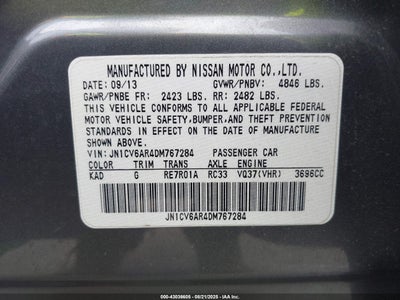 MANUFACTURED BY NISSAN MOTOR CO.,LTD.
DATE: 09/13 GVWR/PNBV: 4846 LBS.
GAWR/PNBE FR: 2423 LBS. RR: 2482 LBS.
THIS VEHICLE CONFORMS TO ALL APPLICABLE FEDERAL
MOTOR VEHICLE SAFETY, BUMPER, AND THEFT PREVENTION
STANDARDS IN EFFECT ON THE DATE OF MANUFACTURE
SHOWN ABOVE.
VIN: JN1CV6AR4DM767284 PASSENGER CAR
COLOR TRIM TRANS AXLE ENGINE
KAD G RE7R01A RC33 VQ37(VHR) 3696CC
JN1CV6AR4DM767284
© - 43038605 - 08/21/2025 - IAA